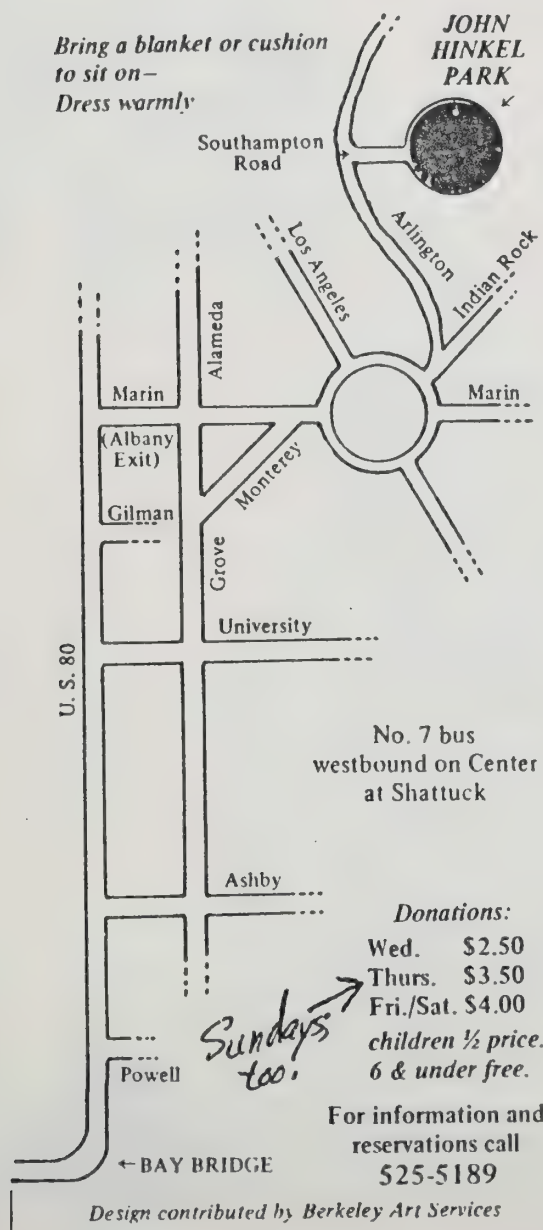 Bring a blanket or cushion
to sit on–
Dress warmly
JOHN
HINKEL
PARK
Southampton
Road
Arlington
Los Angeles
Indian Rock
Alameda
Marin
Marin
(Albany
Exit)
Monterey
Gilman
Grove
University
U. S. 80
No. 7 bus
westbound on Center
at Shattuck
Ashby
Donations:
Wed. $2.50
Thurs. $3.50
Fri./Sat. $4.00
children ½ price.
6 & under free.
Sundays
too!
Powell
For information and
reservations call
525-5189
←BAY BRIDGE
Design contributed by Berkeley Art Services